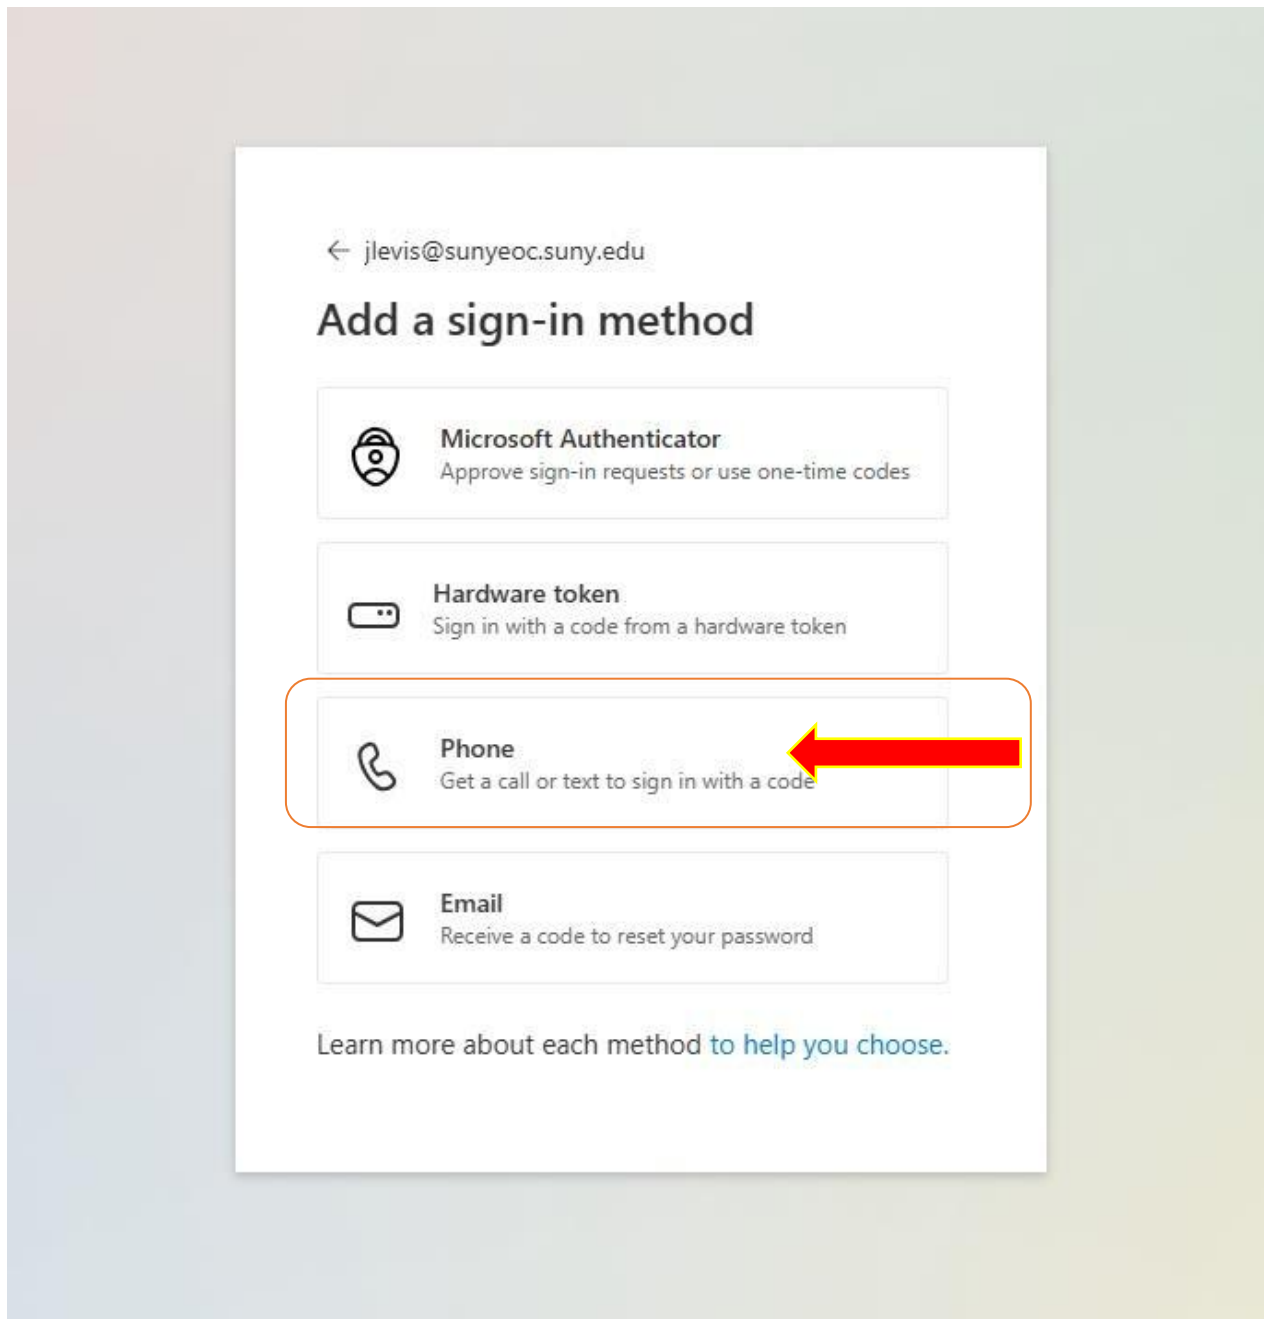 ← jlevis@sunyeoc.suny.edu
Add a sign-in method
Microsoft Authenticator
Approve sign-in requests or use one-time codes
Hardware token
Sign in with a code from a hardware token
Phone
Get a call or text to sign in with a code
Email
Receive a code to reset your password
Learn more about each method to help you choose.